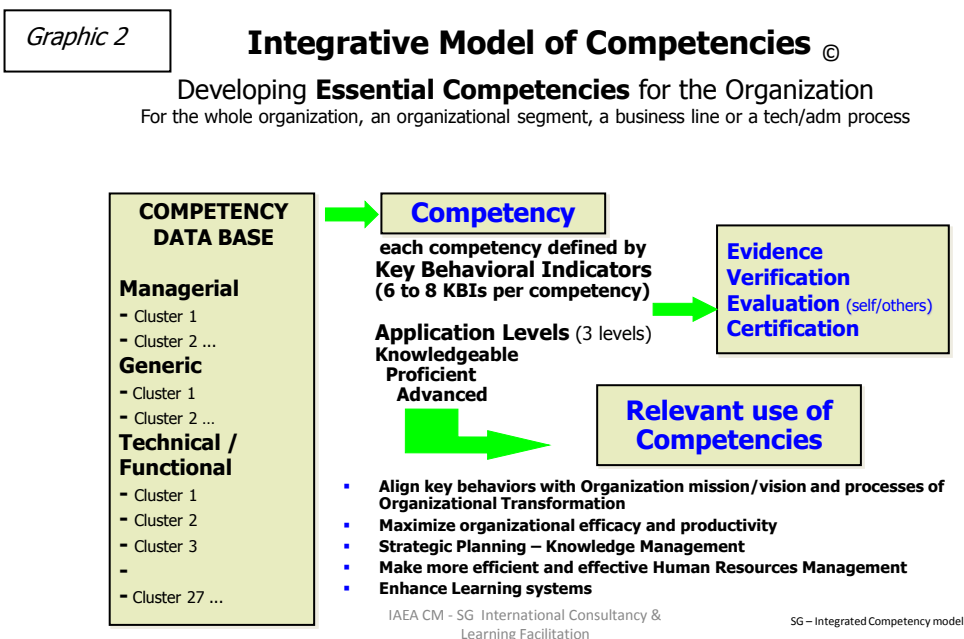 Graphic 2
Integrative Model of Competencies ©
Developing Essential Competencies for the Organization
For the whole organization, an organizational segment, a business line or a tech/adm process
COMPETENCY
DATA BASE
Managerial
- Cluster 1
- Cluster 2 ...
Generic
- Cluster 1
- Cluster 2 ...
Technical /
Functional
- Cluster 1
- Cluster 2
- Cluster 3
-
- Cluster 27 ...
Competency
each competency defined by
Key Behavioral Indicators
(6 to 8 KBIs per competency)
Application Levels (3 levels)
Knowledgeable
Proficient
Advanced
Evidence
Verification
Evaluation (self/others)
Certification
Relevant use of
Competencies
▪ Align key behaviors with Organization mission/vision and processes of
Organizational Transformation
▪ Maximize organizational efficacy and productivity
▪ Strategic Planning – Knowledge Management
▪ Make more efficient and effective Human Resources Management
▪ Enhance Learning systems
IAEA CM - SG International Consultancy &
Learning Facilitation
SG – Integrated Competency model